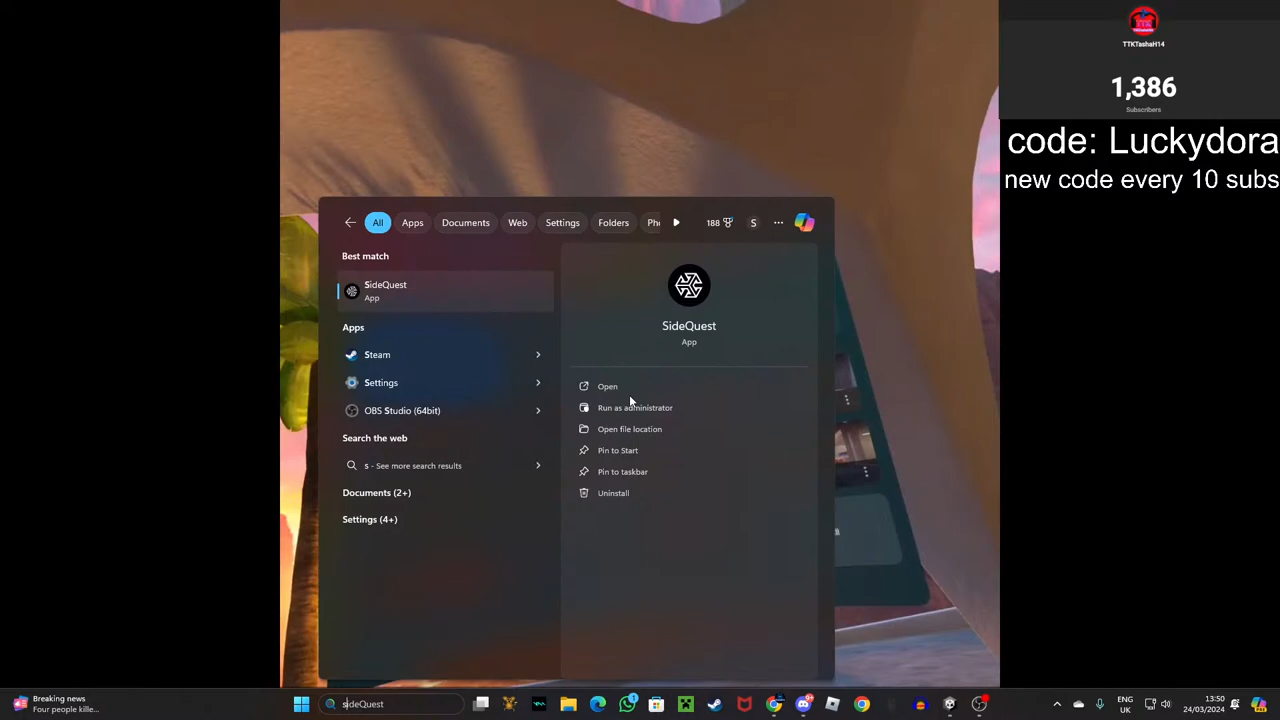 TTKTashaH14
1,386
Subscribers
code: Luckydora
new code every 10 subs
All
Apps
Documents
Web
Settings
Folders
188
S
Best match
SideQuest
App
Apps
Steam
Settings
OBS Studio (64bit)
Search the web
s - See more search results
Documents (2+)
Settings (4+)
SideQuest
App
Open
Run as administrator
Open file location
Pin to Start
Pin to taskbar
Uninstall
Breaking news
Four people kille...
sideQuest
1
ENG
UK
13:50
24/03/2024